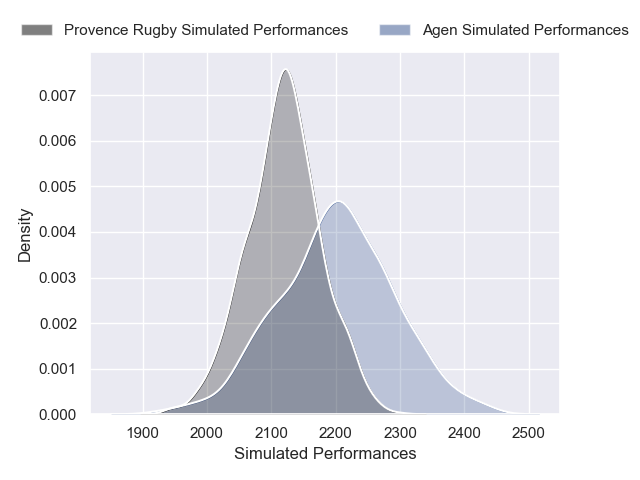 Provence Rugby Simulated Performances Agen Simulated Performances
0.007
0.006
0.005
0.004
0.003
0.002
0.001
0.000
Density
1900 2000 2100 2200 2300 2400 2500
Simulated Performances